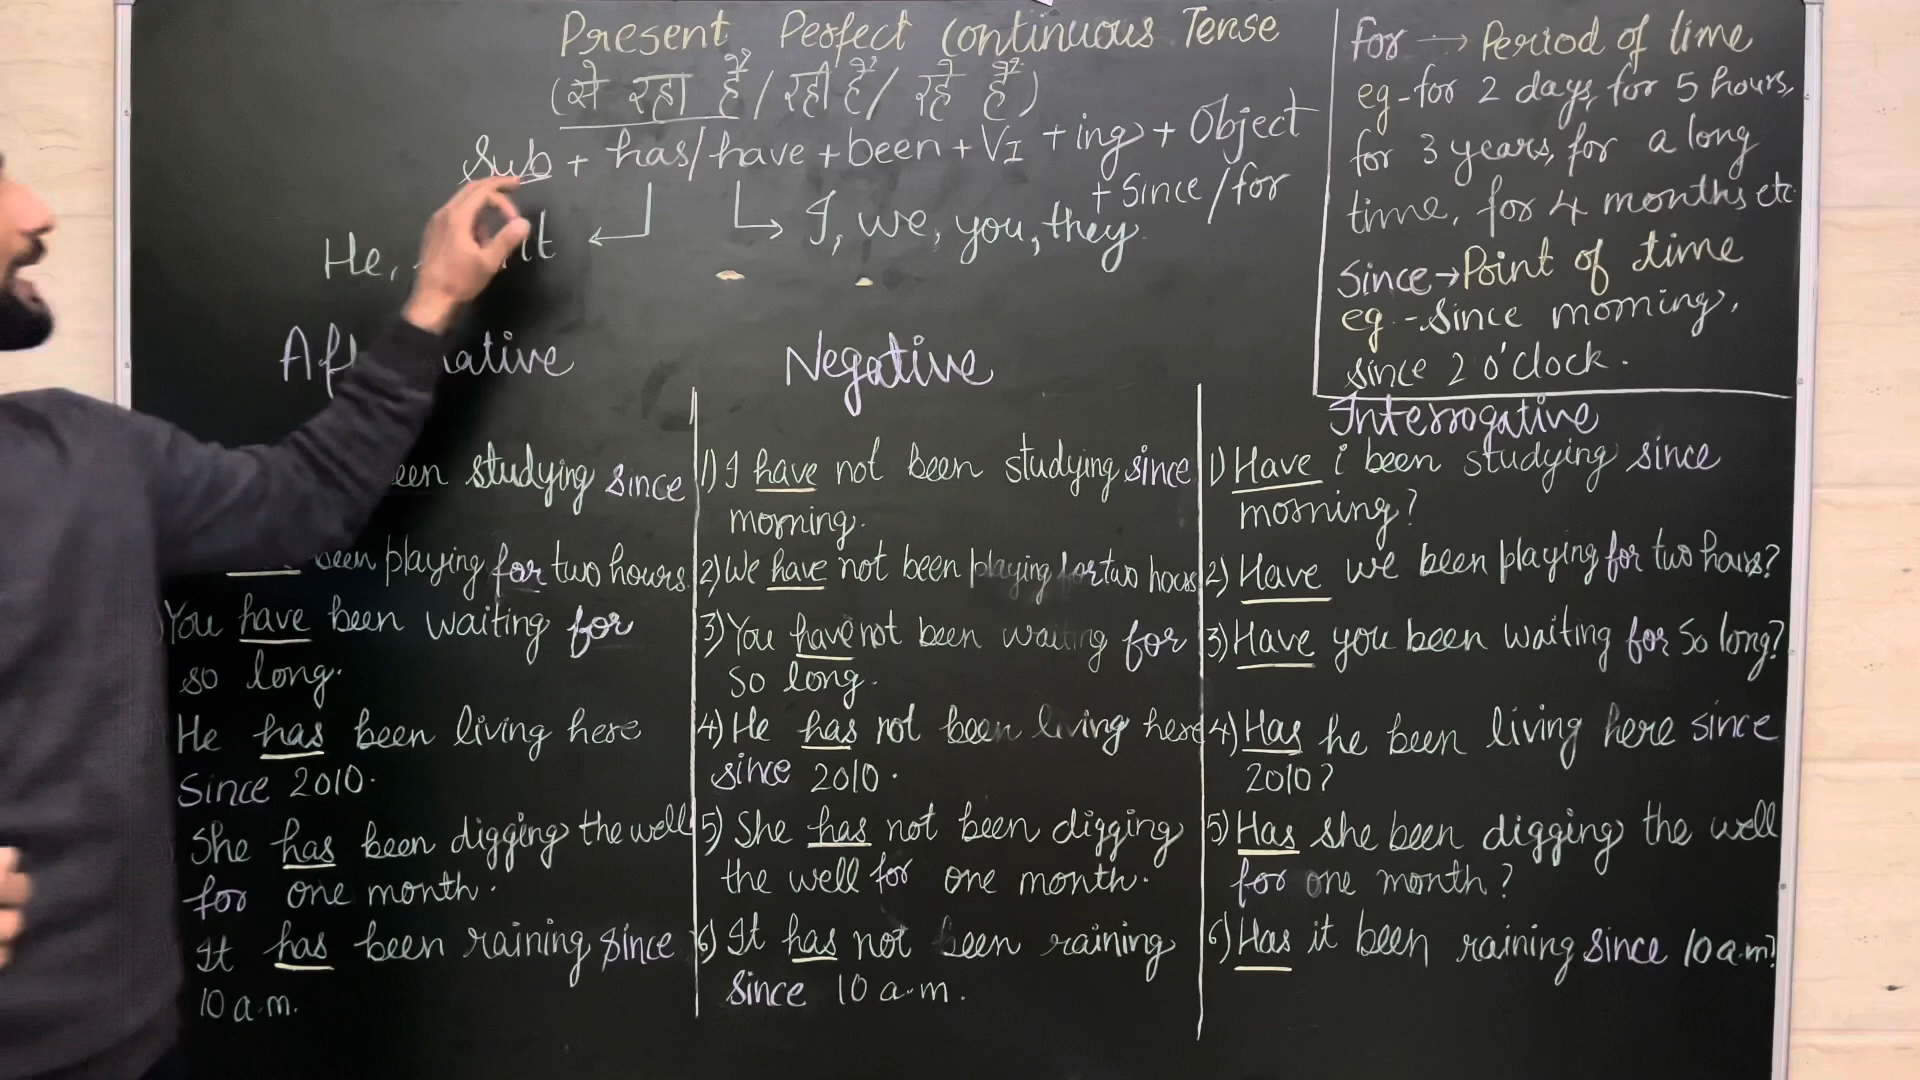 Present Perfect Continuous Tense
(से रहा है/ रही है/ रहे हैं)
Sub + has/have + been + VI + ing + Object
+ Since/for
He, It I, we, you, they
for → Period of time
eg - for 2 days, for 5 hours,
for 3 years, for a long
time, for 4 months etc
Since → Point of time
eg - Since morning,
since 2 o'clock.
Affirmative
een studying since
been playing for two hours
You have been waiting for
so long.
He has been living here
Since 2010.
She has been digging the well
for one month.
It has been raining since
10 a.m.
Negative
1) I have not been studying since
morning.
2) We have not been playing for two hours
3) You have not been waiting for
so long.
4) He has not been living here
since 2010.
5) She has not been digging
the well for one month.
6) It has not been raining
Since 10 a.m.
Interrogative
1) Have i been studying since
morning?
2) Have we been playing for two hours?
3) Have you been waiting for So long?
4) Has he been living here since
2010?
5) Has she been digging the well
for one month?
6) Has it been raining since 10 a.m?